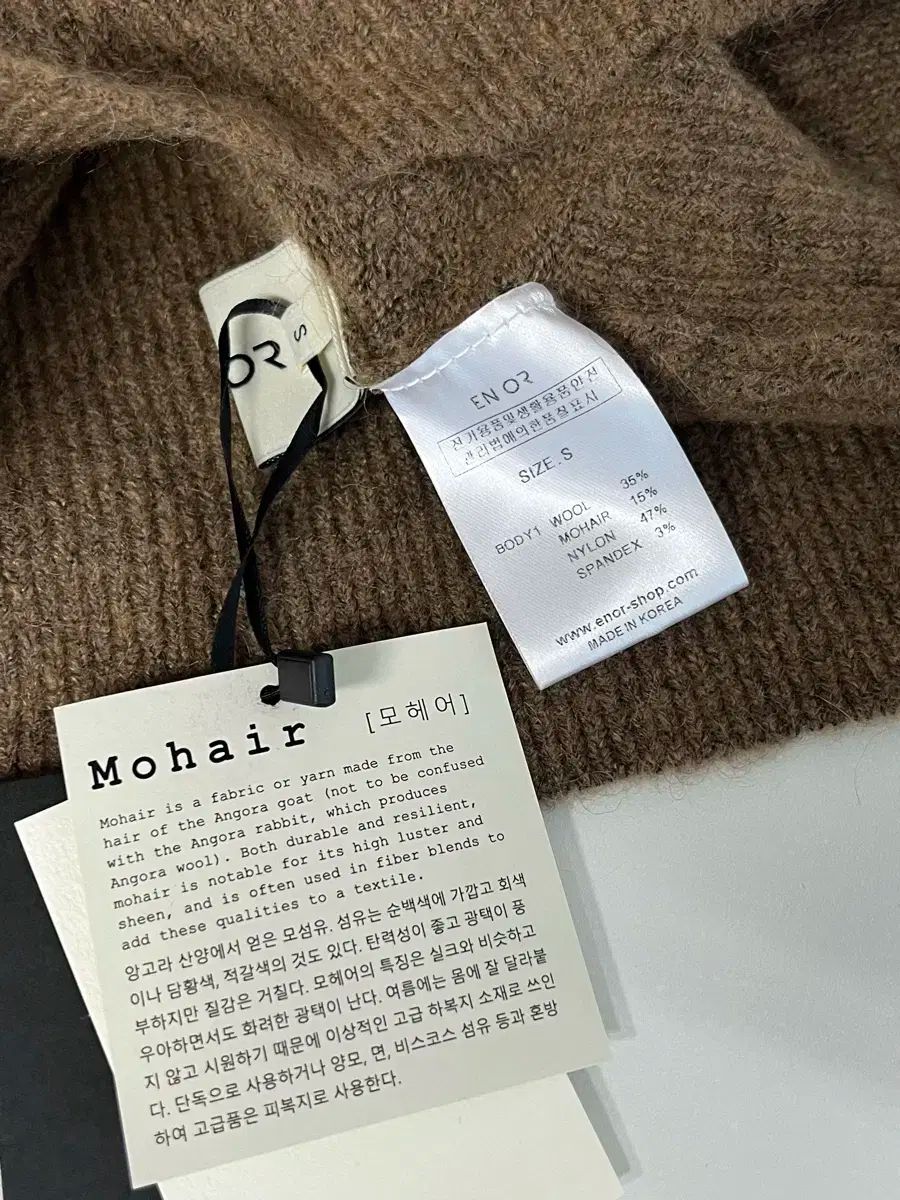 OR
S
ENOR
전기용품및생활용품안전
관리법에의한품질표시
SIZE.S
BODY1 WOOL 35%
MOHAIR 15%
NYLON 47%
SPANDEX 3%
www.enor-shop.com
MADE IN KOREA
Mohair [모헤어]
Mohair is a fabric or yarn made from the
hair of the Angora goat (not to be confused
with the Angora rabbit, which produces
Angora wool). Both durable and resilient,
mohair is notable for its high luster and
sheen, and is often used in fiber blends to
add these qualities to a textile.
앙고라 산양에서 얻은 모섬유. 섬유는 순백색에 가깝고 회색
이나 담황색, 적갈색의 것도 있다. 탄력성이 좋고 광택이 풍
부하지만 질감은 거칠다. 모헤어의 특징은 실크와 비슷하고
우아하면서도 화려한 광택이 난다. 여름에는 몸에 잘 달라붙
지 않고 시원하기 때문에 이상적인 고급 하복지 소재로 쓰인
다. 단독으로 사용하거나 양모, 면, 비스코스 섬유 등과 혼방
하여 고급품은 피복지로 사용한다.